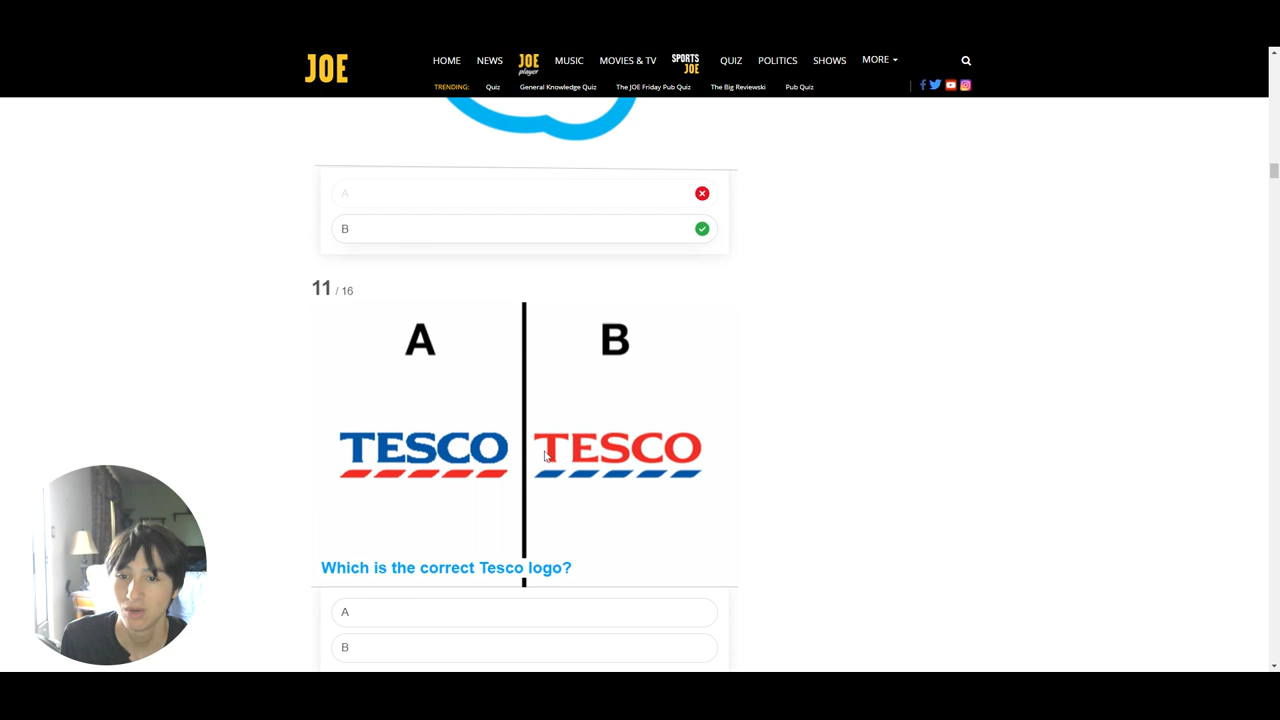 JOE
HOME NEWS JOE player MUSIC MOVIES & TV SPORTS JOE QUIZ POLITICS SHOWS MORE
TRENDING: Quiz General Knowledge Quiz The JOE Friday Pub Quiz The Big Reviewski Pub Quiz
A
B
11 / 16
A B
TESCO TESCO
Which is the correct Tesco logo?
A
B